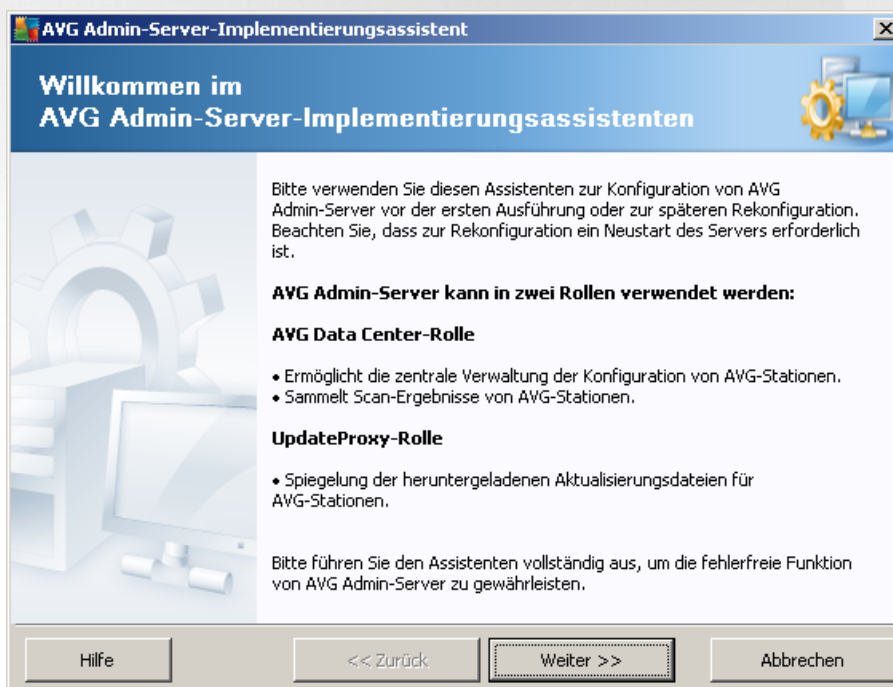 AVG Admin-Server-Implementierungsassistent
Willkommen im
AVG Admin-Server-Implementierungsassistenten
Bitte verwenden Sie diesen Assistenten zur Konfiguration von AVG
Admin-Server vor der ersten Ausführung oder zur späteren Rekonfiguration.
Beachten Sie, dass zur Rekonfiguration ein Neustart des Servers erforderlich
ist.
AVG Admin-Server kann in zwei Rollen verwendet werden:
AVG Data Center-Rolle
• Ermöglicht die zentrale Verwaltung der Konfiguration von AVG-Stationen.
• Sammelt Scan-Ergebnisse von AVG-Stationen.
UpdateProxy-Rolle
• Spiegelung der heruntergeladenen Aktualisierungsdateien für
AVG-Stationen.
Bitte führen Sie den Assistenten vollständig aus, um die fehlerfreie Funktion
von AVG Admin-Server zu gewährleisten.
Hilfe
<< Zurück
Weiter >>
Abbrechen